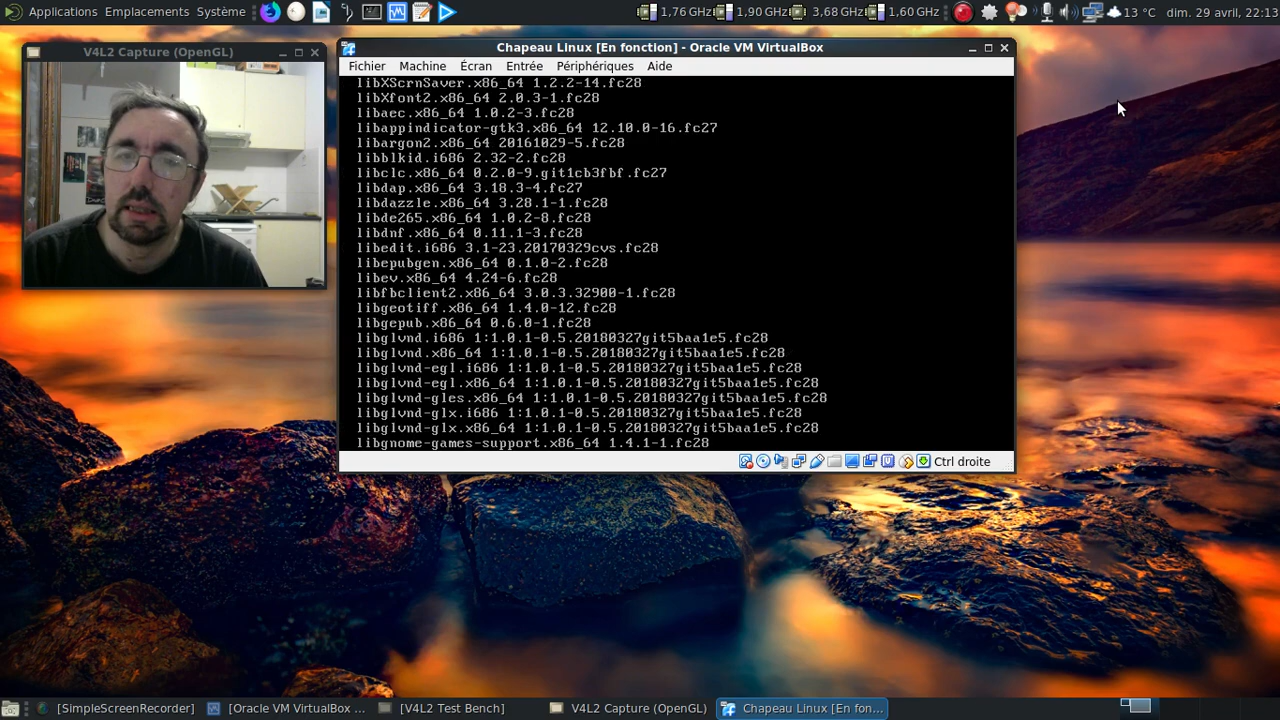 Applications Emplacements Système
1,76 GHz 1,90 GHz 3,68 GHz 1,60 GHz 13 °C dim. 29 avril, 22:13
V4L2 Capture (OpenGL)
Chapeau Linux [En fonction] - Oracle VM VirtualBox
Fichier Machine Écran Entrée Périphériques Aide
libXScrnSaver.x86_64 1.2.2-14.fc28
libXfont2.x86_64 2.0.3-1.fc28
libaec.x86_64 1.0.2-3.fc28
libappindicator-gtk3.x86_64 12.10.0-16.fc27
libargon2.x86_64 20161029-5.fc28
libblkid.i686 2.32-2.fc28
libclc.x86_64 0.2.0-9.git1cb3fbf.fc27
libdap.x86_64 3.18.3-4.fc27
libdazzle.x86_64 3.28.1-1.fc28
libde265.x86_64 1.0.2-8.fc28
libdnf.x86_64 0.11.1-3.fc28
libedit.i686 3.1-23.20170329cvs.fc28
libepubgen.x86_64 0.1.0-2.fc28
libev.x86_64 4.24-6.fc28
libfbclient2.x86_64 3.0.3.32900-1.fc28
libgeotiff.x86_64 1.4.0-12.fc28
libgepub.x86_64 0.6.0-1.fc28
libglvnd.i686 1:1.0.1-0.5.20180327git5baa1e5.fc28
libglvnd.x86_64 1:1.0.1-0.5.20180327git5baa1e5.fc28
libglvnd-egl.i686 1:1.0.1-0.5.20180327git5baa1e5.fc28
libglvnd-egl.x86_64 1:1.0.1-0.5.20180327git5baa1e5.fc28
libglvnd-gles.x86_64 1:1.0.1-0.5.20180327git5baa1e5.fc28
libglvnd-glx.i686 1:1.0.1-0.5.20180327git5baa1e5.fc28
libglvnd-glx.x86_64 1:1.0.1-0.5.20180327git5baa1e5.fc28
libgnome-games-support.x86_64 1.4.1-1.fc28
Ctrl droite
[SimpleScreenRecorder] [Oracle VM VirtualBox ... [V4L2 Test Bench] V4L2 Capture (OpenGL) Chapeau Linux [En fon...